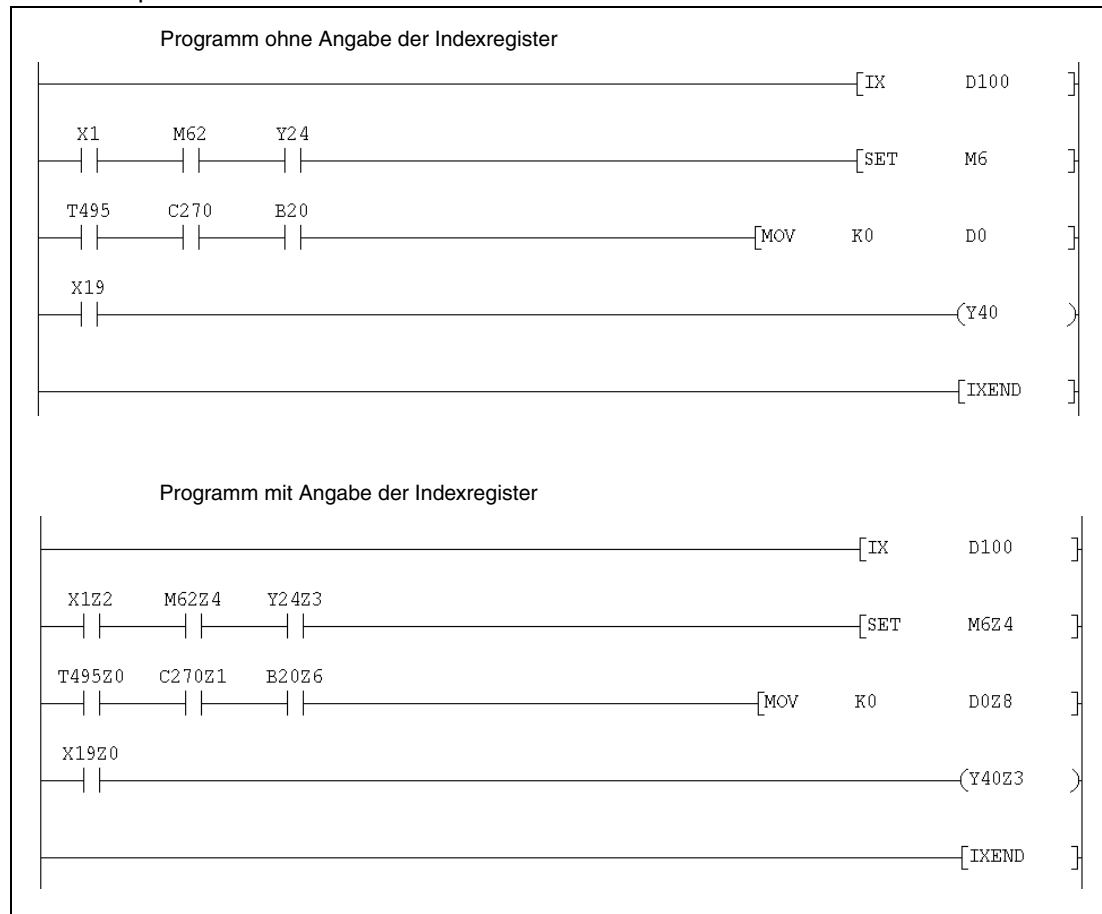 Programm ohne Angabe der Indexregister
[IX D100 ]
X1 M62 Y24
[SET M6 ]
T495 C270 B20
[MOV K0 D0 ]
X19
(Y40 )
[IXEND ]
Programm mit Angabe der Indexregister
[IX D100 ]
X1Z2 M62Z4 Y24Z3
[SET M6Z4 ]
T495Z0 C270Z1 B20Z6
[MOV K0 D0Z8 ]
X19Z0
(Y40Z3 )
[IXEND ]